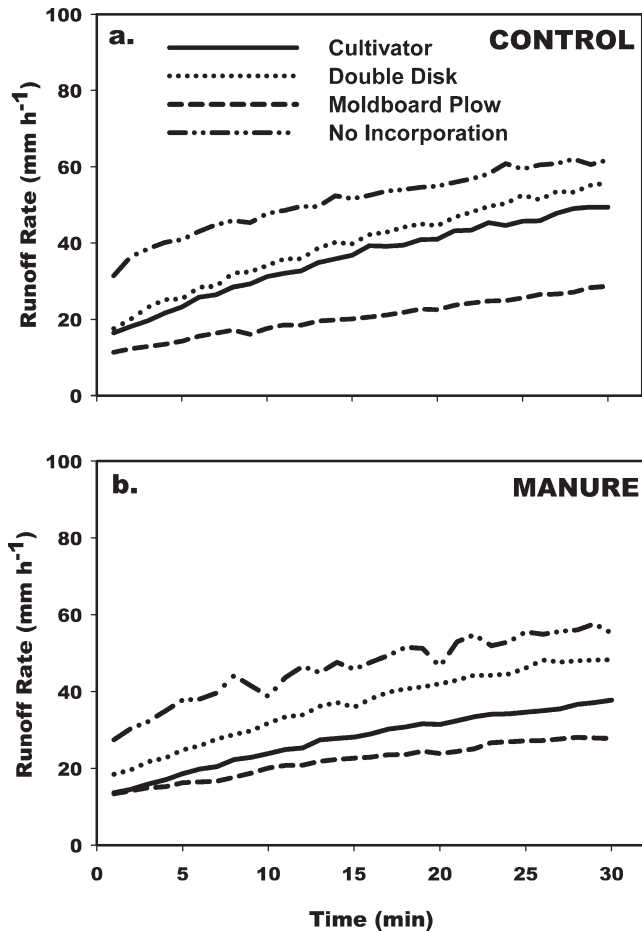 a.
CONTROL
Cultivator
Double Disk
Moldboard Plow
No Incorporation
100
80
60
40
20
0
Runoff Rate (mm h-1)
b.
MANURE
100
80
60
40
20
0
Runoff Rate (mm h-1)
0 5 10 15 20 25 30
Time (min)